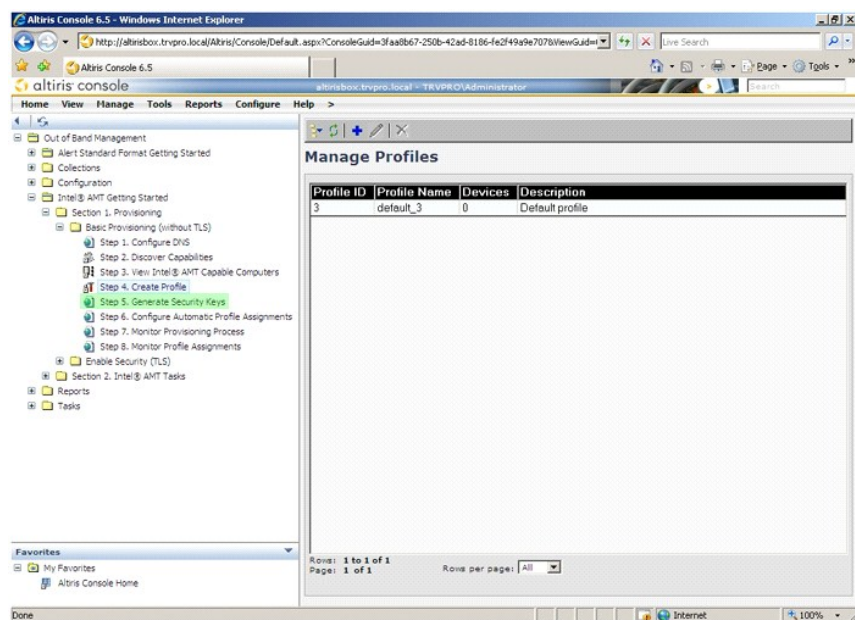 Altiris Console 6.5 - Windows Internet Explorer
http://altirisbox.trvpro.local/Altiris/Console/Default.aspx?ConsoleGuid=3faa8b67-250b-42ad-8186-fe2f49a9e707&ViewGuid=
Live Search
Altiris Console 6.5
Page
Tools
altiris console
altirisbox.trvpro.local - TRVPRO\Administrator
Search
Home View Manage Tools Reports Configure Help >
Out of Band Management
Alert Standard Format Getting Started
Collections
Configuration
Intel® AMT Getting Started
Section 1. Provisioning
Basic Provisioning (without TLS)
Step 1. Configure DNS
Step 2. Discover Capabilities
Step 3. View Intel® AMT Capable Computers
Step 4. Create Profile
Step 5. Generate Security Keys
Step 6. Configure Automatic Profile Assignments
Step 7. Monitor Provisioning Process
Step 8. Monitor Profile Assignments
Enable Security (TLS)
Section 2. Intel® AMT Tasks
Reports
Tasks
Manage Profiles
Profile ID Profile Name Devices Description
3 default_3 0 Default profile
Rows: 1 to 1 of 1
Page: 1 of 1
Rows per page: All
Favorites
My Favorites
Altiris Console Home
Done
Internet
100%